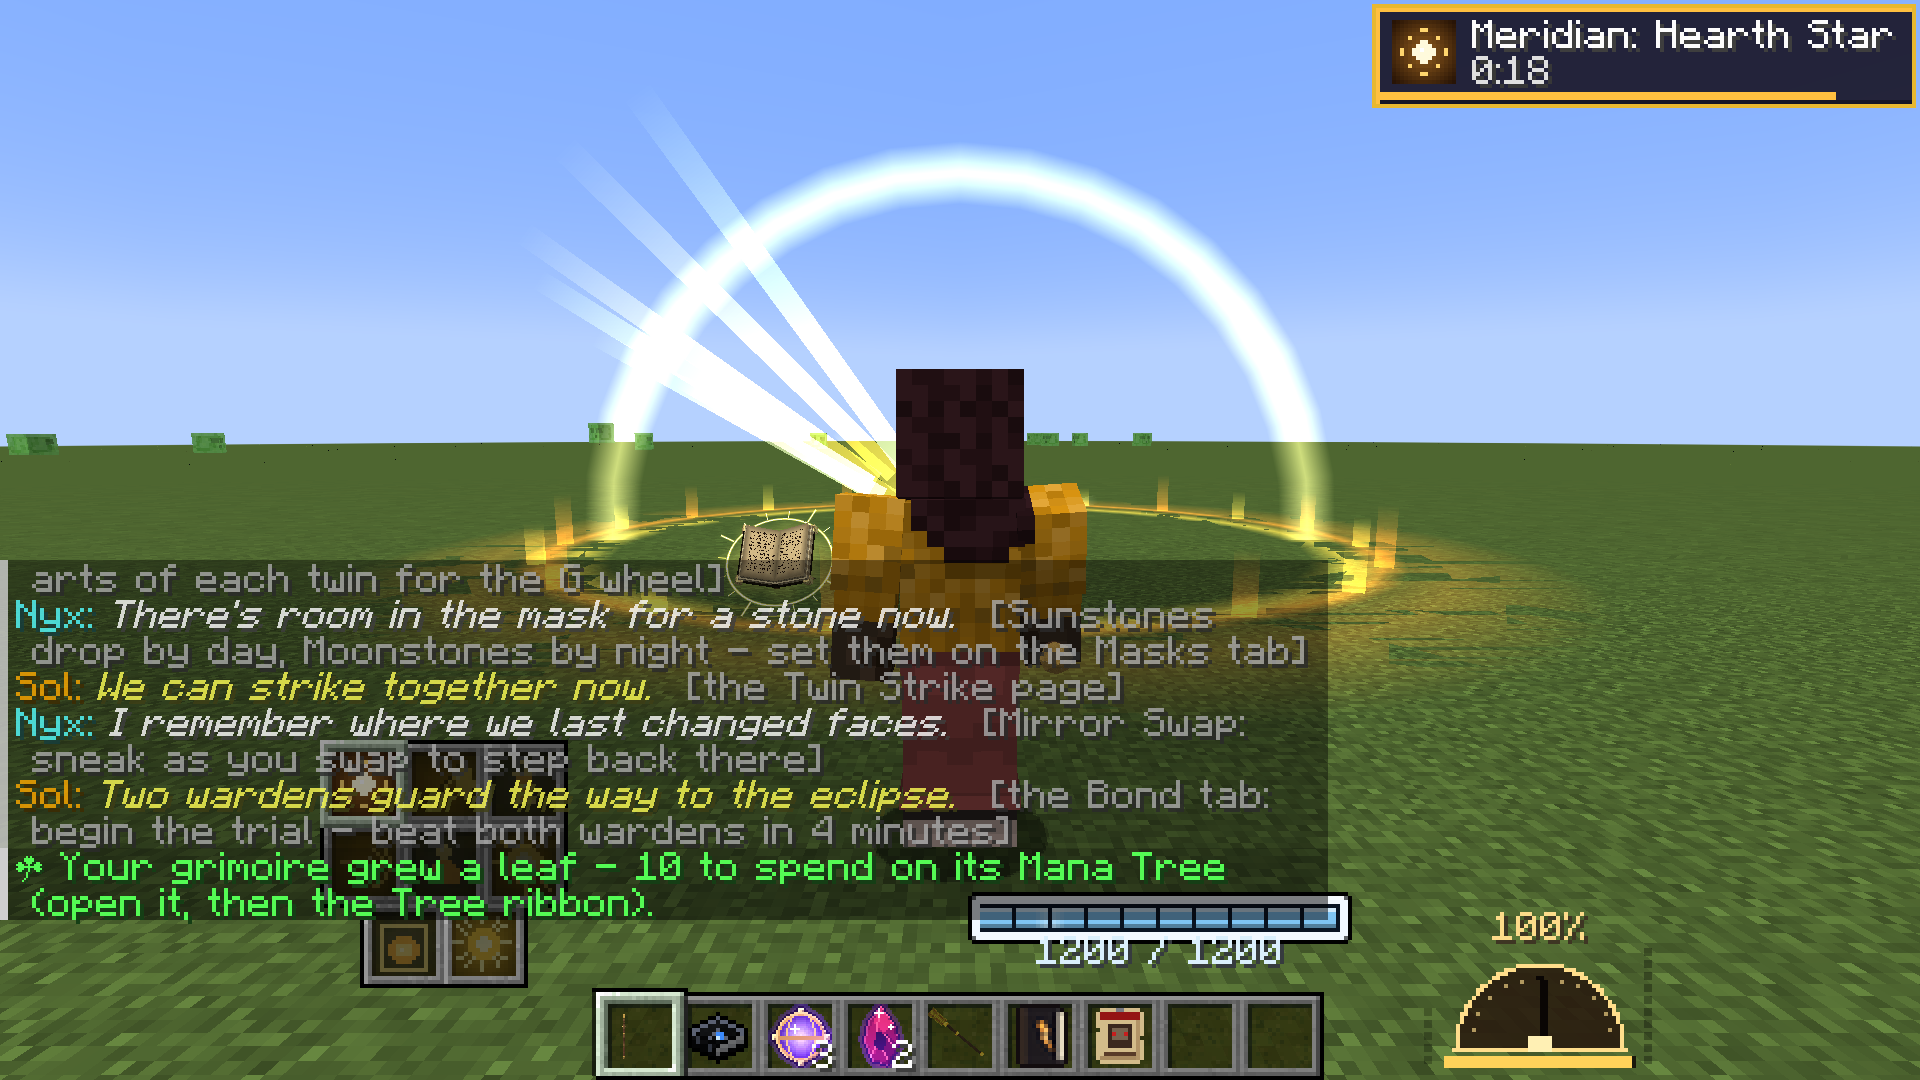 Meridian: Hearth Star
0:18
arts of each twin for the G wheel]
Nyx: There's room in the mask for a stone now. [Sunstones
drop by day, Moonstones by night - set them on the Masks tab]
Sol: We can strike together now. [the Twin Strike page]
Nyx: I remember where we last changed faces. [Mirror Swap:
sneak as you swap to step back there]
Sol: Two wardens guard the way to the eclipse. [the Bond tab:
begin the trial - beat both wardens in 4 minutes]
☘ Your grimoire grew a leaf - 10 to spend on its Mana Tree
(open it, then the Tree ribbon).
1200 / 1200
100%
3
2